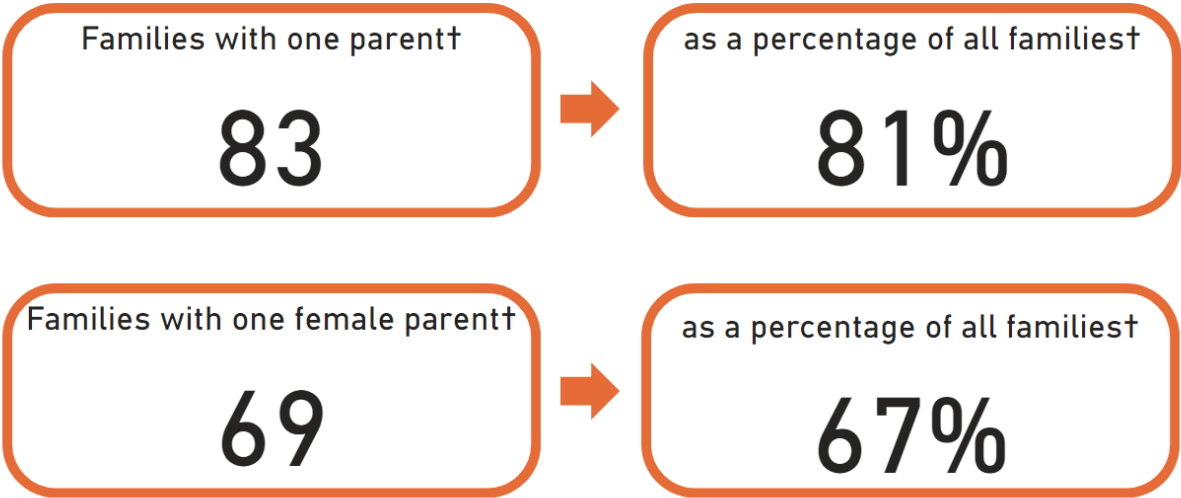 Families with one parent†
83
as a percentage of all families†
81%
Families with one female parent†
69
as a percentage of all families†
67%